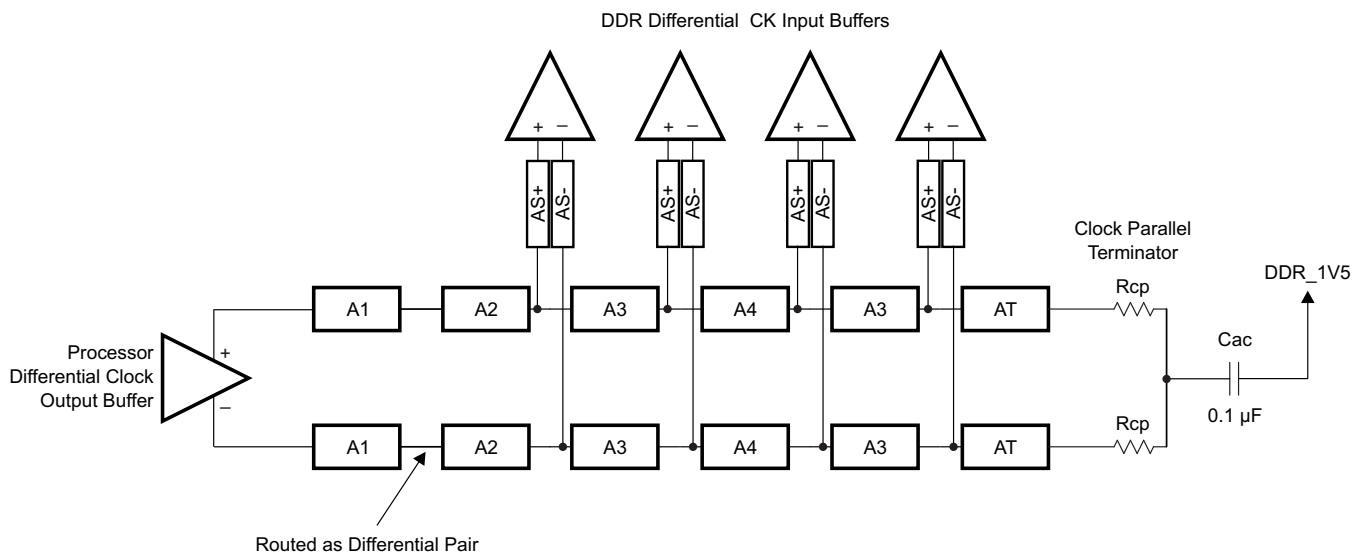 DDR Differential CK Input Buffers
+ −
+ −
+ −
+ −
AS+
AS-
AS+
AS-
AS+
AS-
AS+
AS-
Clock Parallel
Terminator
DDR_1V5
A1
A2
A3
A4
A3
AT
Rcp
Processor
Differential Clock
Output Buffer
+
−
Cac
0.1 µF
A1
A2
A3
A4
A3
AT
Rcp
Routed as Differential Pair